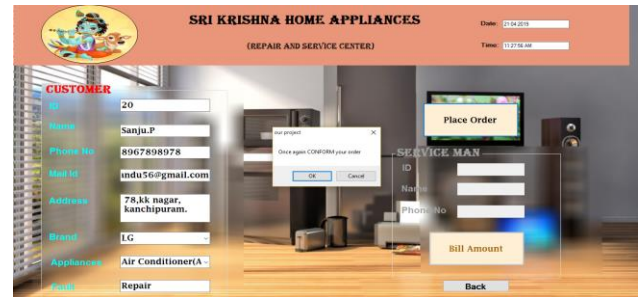 SRI KRISHNA HOME APPLIANCES
(REPAIR AND SERVICE CENTER)
Date: 21.04.2019
Time: 11:27:56 AM
CUSTOMER
ID 20
Name Sanju.P
Phone No 8967898978
Mail Id indu56@gmail.com
Address 78,kk nagar,
kanchipuram.
Brand LG
Appliances Air Conditioner(A
Fault Repair
our project
Once again CONFORM your order
OK Cancel
Place Order
SERVICE MAN
ID
Name
Phone No
Bill Amount
Back